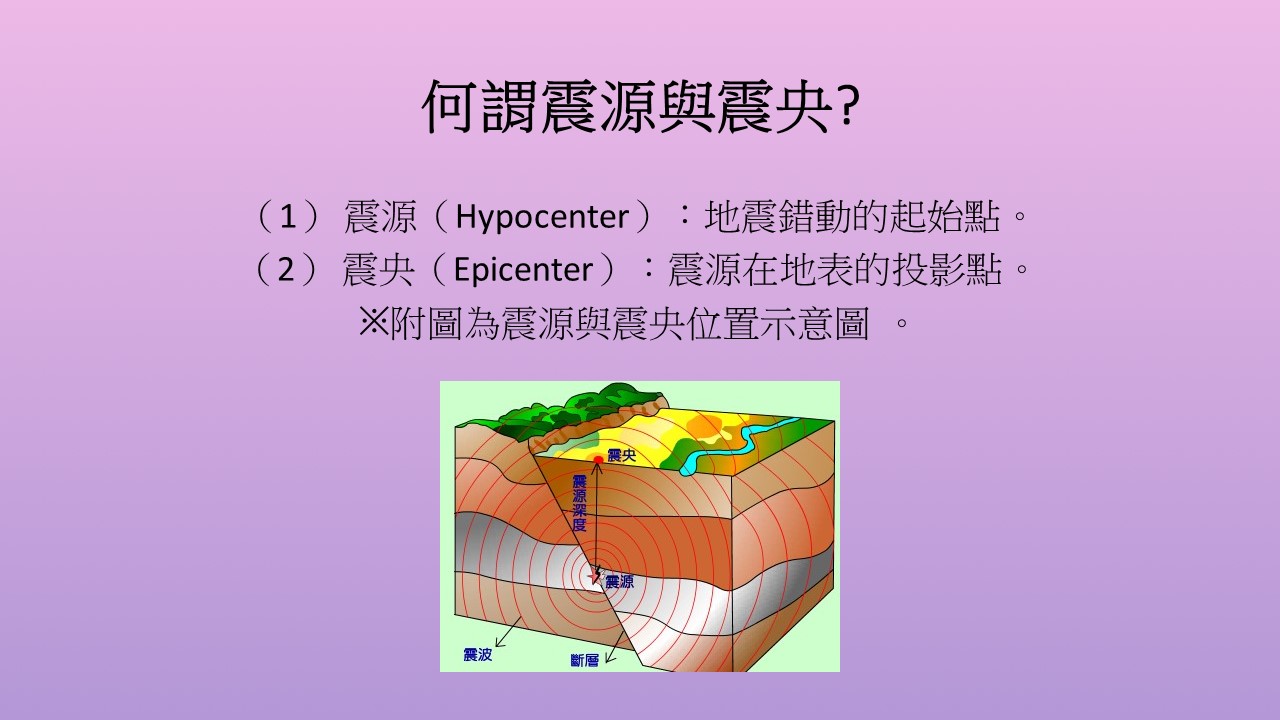 何謂震源與震央?
（1） 震源（Hypocenter）：地震錯動的起始點。
（2） 震央（Epicenter）：震源在地表的投影點。
※附圖為震源與震央位置示意圖 。
震央
震源深度
震源
震波
斷層